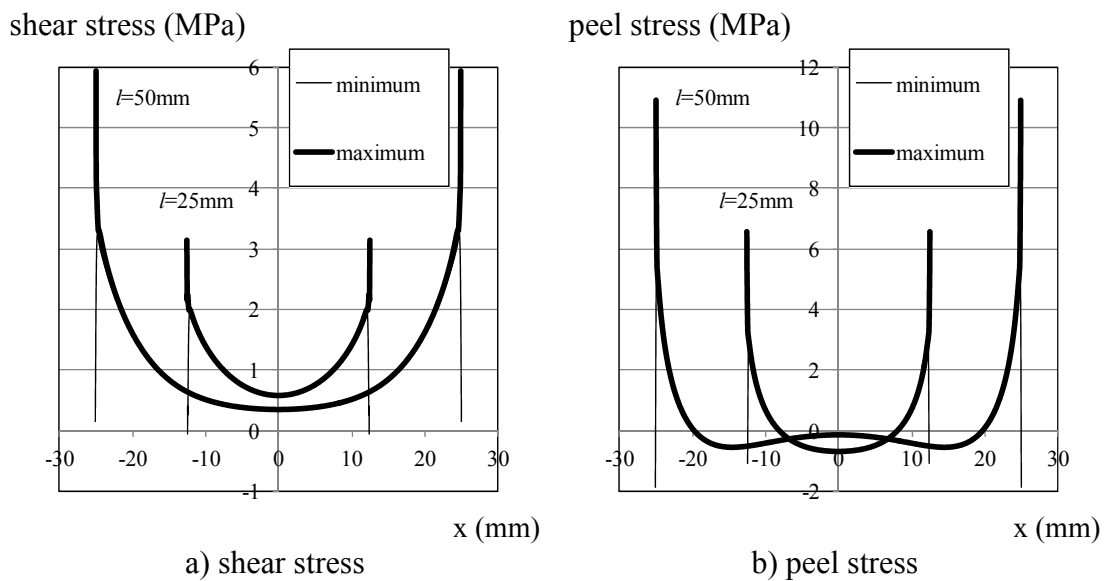 shear stress (MPa)
6
5
4
3
2
1
0
-1
-30 -20 -10 0 10 20 30
l=50mm
l=25mm
minimum
maximum
x (mm)
a) shear stress
peel stress (MPa)
12
10
8
6
4
2
0
-2
-30 -20 -10 0 10 20 30
l=50mm
l=25mm
minimum
maximum
x (mm)
b) peel stress